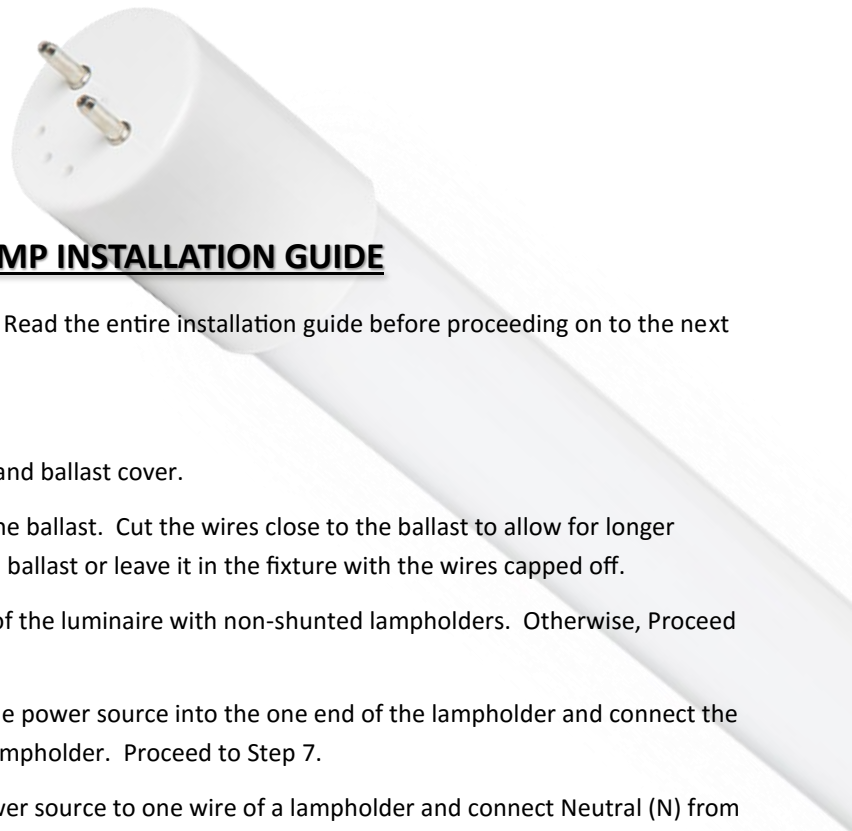 MP INSTALLATION GUIDE
Read the entire installation guide before proceeding on to the next
and ballast cover.
ne ballast.  Cut the wires close to the ballast to allow for longer
ballast or leave it in the fixture with the wires capped off.
of the luminaire with non-shunted lampholders.  Otherwise, Proceed
e power source into the one end of the lampholder and connect the
mpholder.  Proceed to Step 7.
wer source to one wire of a lampholder and connect Neutral (N) from